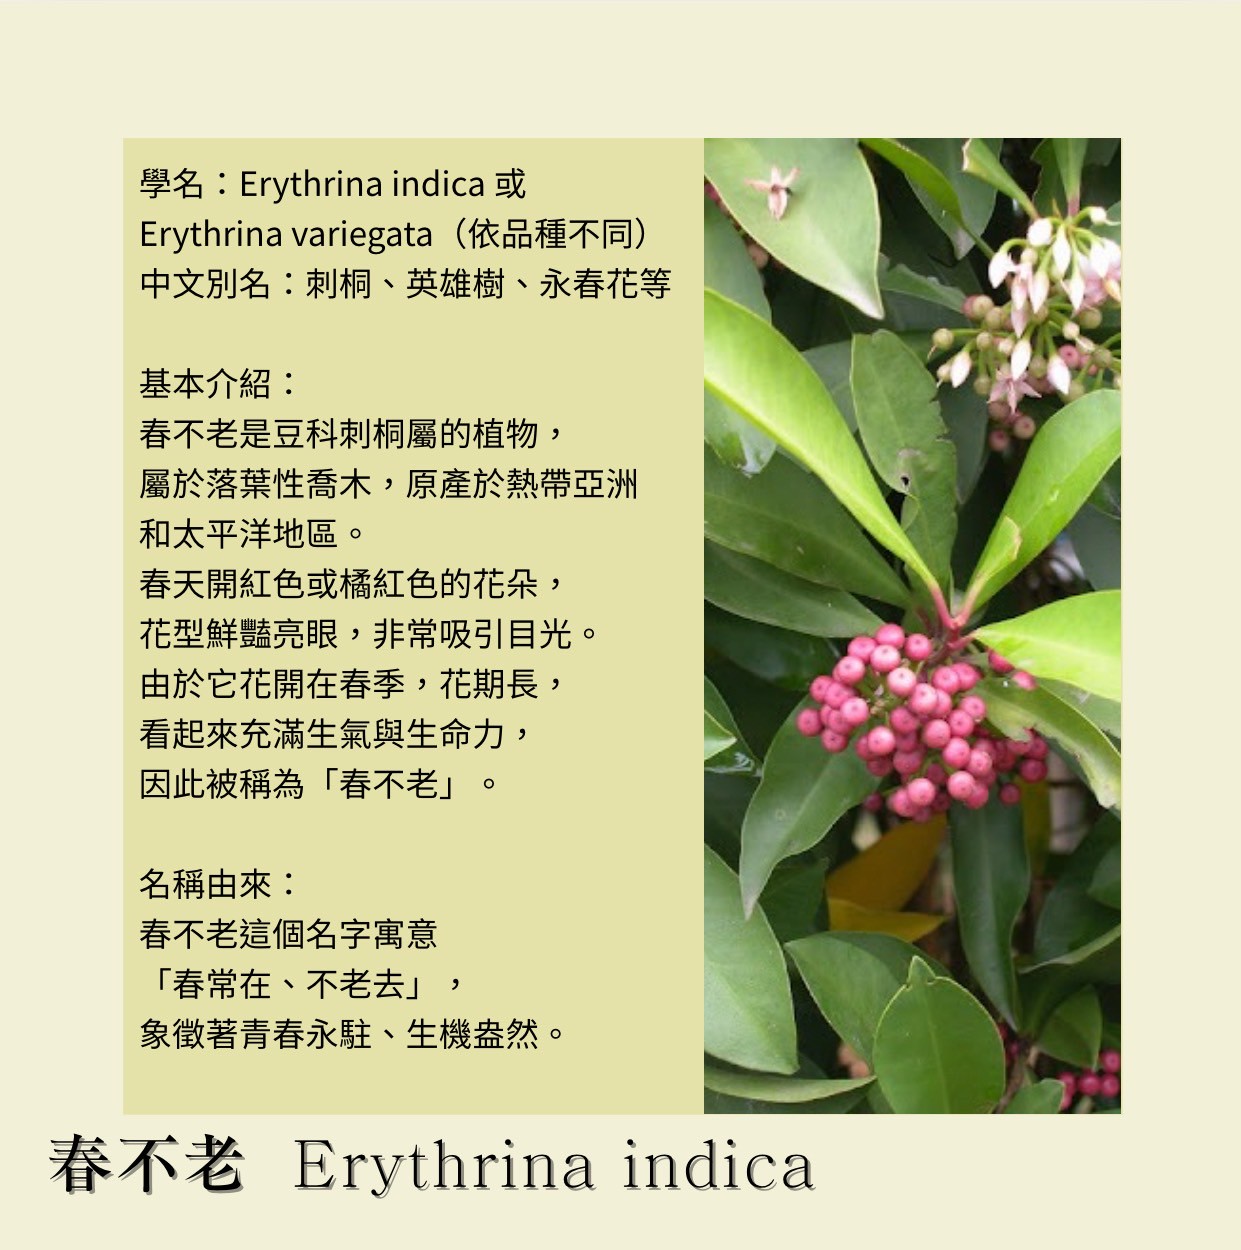 學名：Erythrina indica 或
Erythrina variegata（依品種不同）
中文別名：刺桐、英雄樹、永春花等
基本介紹：
春不老是豆科刺桐屬的植物，
屬於落葉性喬木，原產於熱帶亞洲
和太平洋地區。
春天開紅色或橘紅色的花朵，
花型鮮豔亮眼，非常吸引目光。
由於它花開在春季，花期長，
看起來充滿生氣與生命力，
因此被稱為「春不老」。
名稱由來：
春不老這個名字寓意
「春常在、不老去」，
象徵著青春永駐、生機盎然。
春不老 Erythrina indica